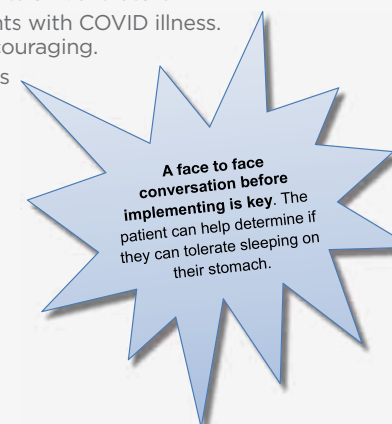 nts with COVID illness.
couraging.
s
A face to face
conversation before
implementing is key. The
patient can help determine if
they can tolerate sleeping on
their stomach.